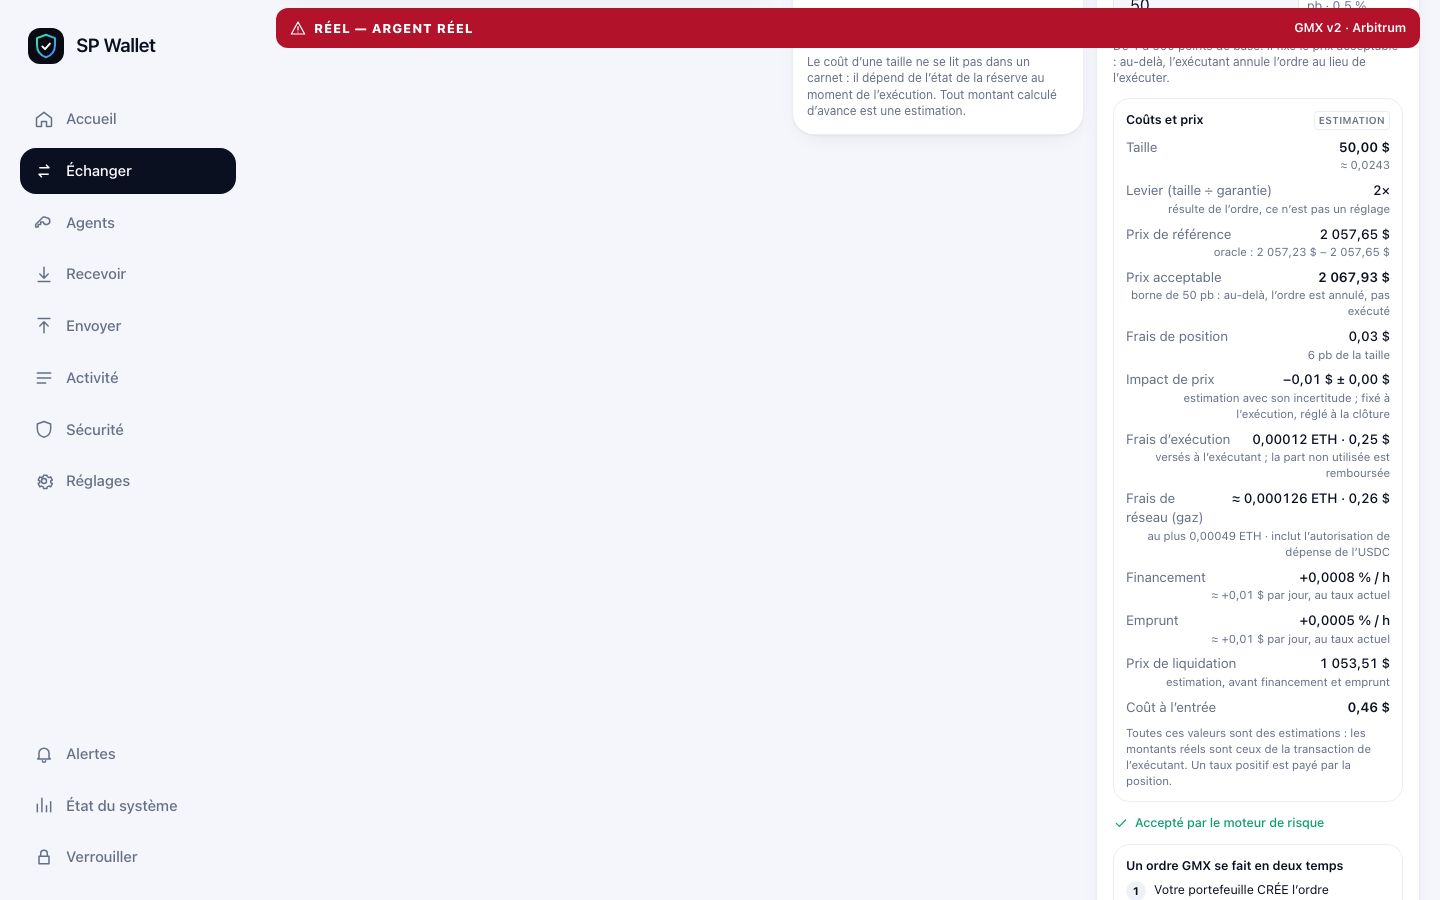 SP Wallet
Accueil
Échanger
Agents
Recevoir
Envoyer
Activité
Sécurité
Réglages
Alertes
État du système
Verrouiller
RÉEL — ARGENT RÉEL
GMX v2 · Arbitrum
Le coût d’une taille ne se lit pas dans un
carnet : il dépend de l’état de la réserve au
moment de l’exécution. Tout montant calculé
d’avance est une estimation.
: au-delà, l’exécutant annule l’ordre au lieu de
l’exécuter.
Coûts et prix
ESTIMATION
Taille 50,00 $
≈ 0,0243
Levier (taille ÷ garantie) 2×
résulte de l’ordre, ce n’est pas un réglage
Prix de référence 2 057,65 $
oracle : 2 057,23 $ – 2 057,65 $
Prix acceptable 2 067,93 $
borne de 50 pb : au-delà, l’ordre est annulé, pas
exécuté
Frais de position 0,03 $
6 pb de la taille
Impact de prix −0,01 $ ± 0,00 $
estimation avec son incertitude ; fixé à
l’exécution, réglé à la clôture
Frais d’exécution 0,00012 ETH · 0,25 $
versés à l’exécutant ; la part non utilisée est
remboursée
Frais de ≈ 0,000126 ETH · 0,26 $
réseau (gaz)
au plus 0,00049 ETH · inclut l’autorisation de
dépense de l’USDC
Financement +0,0008 % / h
≈ +0,01 $ par jour, au taux actuel
Emprunt +0,0005 % / h
≈ +0,01 $ par jour, au taux actuel
Prix de liquidation 1 053,51 $
estimation, avant financement et emprunt
Coût à l’entrée 0,46 $
Toutes ces valeurs sont des estimations : les
montants réels sont ceux de la transaction de
l’exécutant. Un taux positif est payé par la
position.
Accepté par le moteur de risque
Un ordre GMX se fait en deux temps
1 Votre portefeuille CRÉE l’ordre